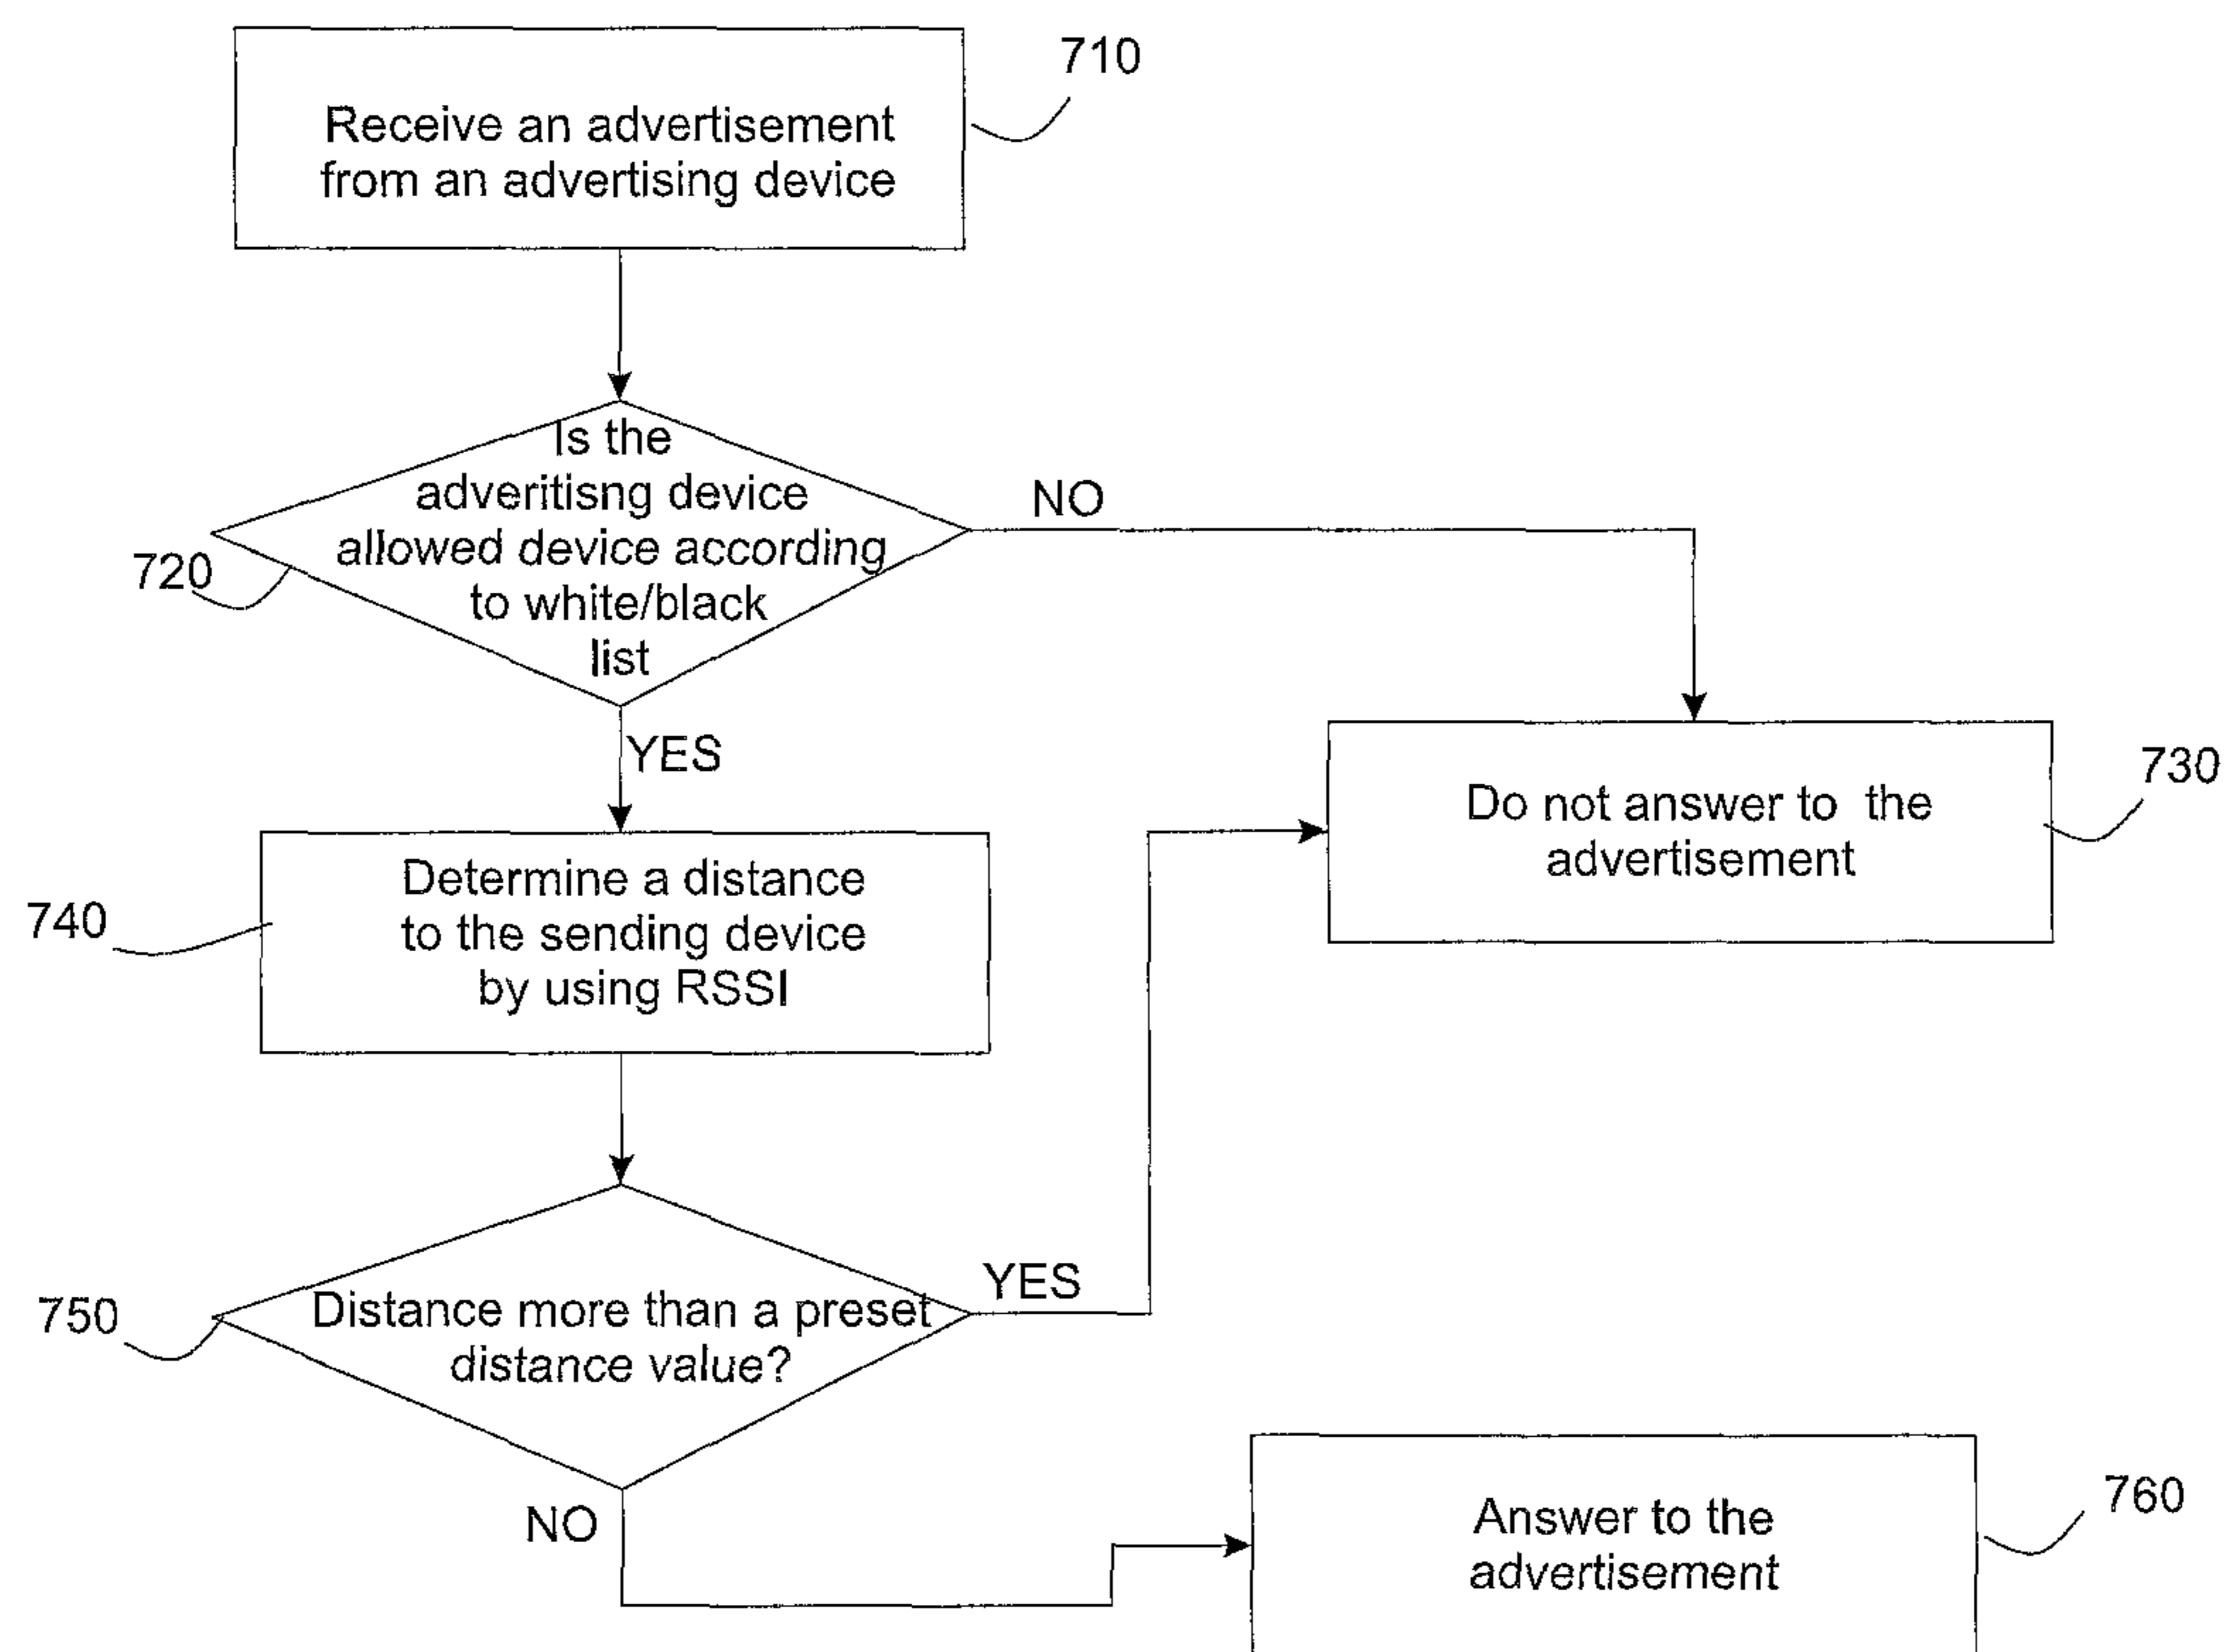 710
Receive an advertisement
from an advertising device
Is the
adveritisng device
allowed device according
to white/black
list
720
NO
YES
730
Do not answer to the
advertisement
740
Determine a distance
to the sending device
by using RSSI
750
Distance more than a preset
distance value?
YES
NO
760
Answer to the
advertisement